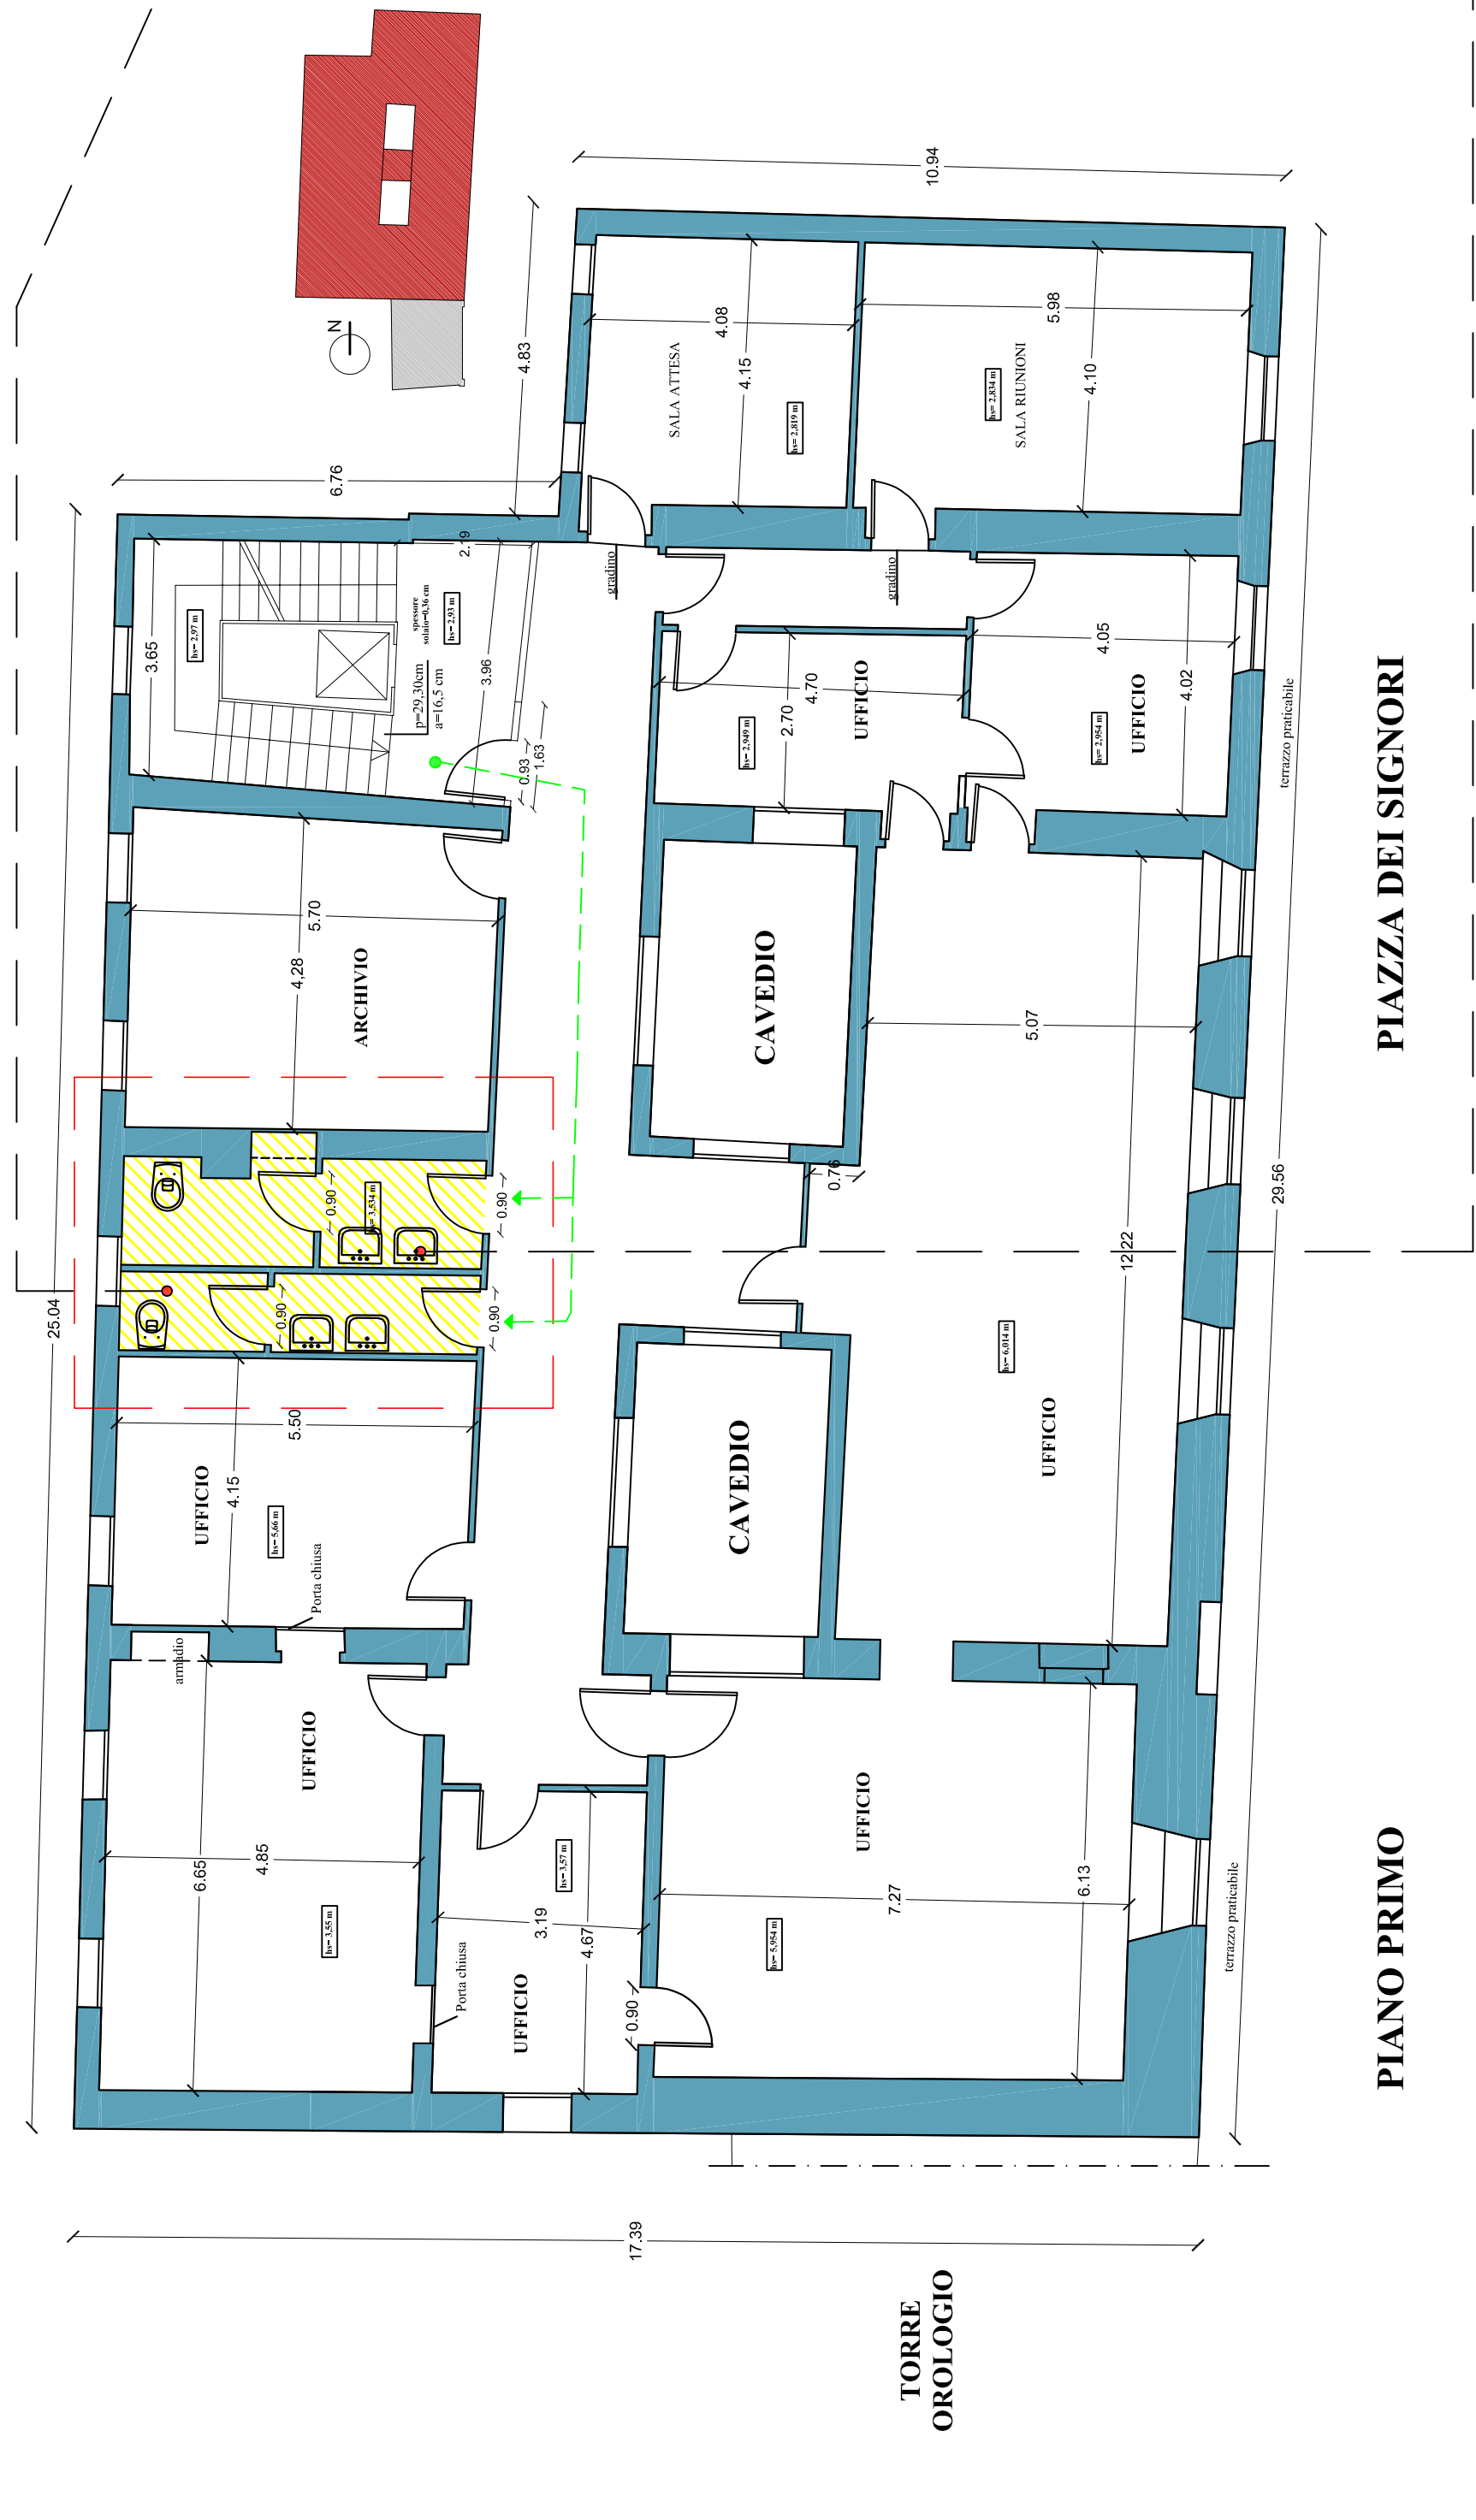 N
10.94
4.83
6.76
4.08
4.15
SALA ATTESA
hs= 2,819 m
5.98
hs= 2,834 m
SALA RIUNIONI
4.10
2.19
gradino
gradino
spessore
solaio=0,36 cm
hs= 2,93 m
hs= 2,97 m
3.65
3.96
p=29,30cm
a=16,5 cm
0.93
1.63
4.70
2.70
UFFICIO
hs= 2,949 m
4.05
4.02
hs= 2,954 m
UFFICIO
terrazzo praticabile
PIAZZA DEI SIGNORI
5.70
4,28
ARCHIVIO
CAVEDIO
5.07
0.76
29.56
12.22
0.90
hs= 3,534 m
0.90
0.90
0.90
25.04
hs= 6,014 m
UFFICIO
5.50
4.15
UFFICIO
hs= 5,66 m
Porta chiusa
CAVEDIO
armadio
UFFICIO
6.65
4.85
hs= 3,55 m
hs= 3,57 m
3.19
4.67
Porta chiusa
UFFICIO
0.90
UFFICIO
7.27
hs= 5,954 m
6.13
terrazzo praticabile
PIANO PRIMO
17.39
TORRE
OROLOGIO